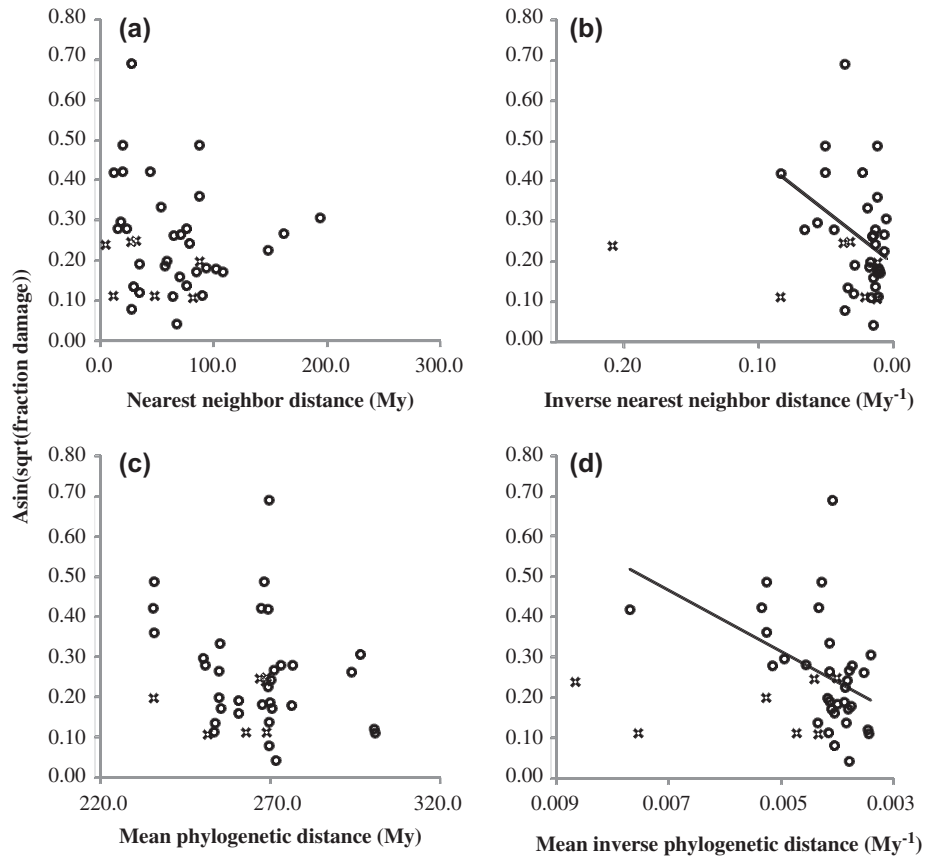 Asin(sqrt(fraction damage))
(a)
0.80
0.70
0.60
0.50
0.40
0.30
0.20
0.10
0.00
0.0 100.0 200.0 300.0
Nearest neighbor distance (My)
(b)
0.80
0.70
0.60
0.50
0.40
0.30
0.20
0.10
0.00
0.20 0.10 0.00
Inverse nearest neighbor distance (My-1)
(c)
0.80
0.70
0.60
0.50
0.40
0.30
0.20
0.10
0.00
220.0 270.0 320.0
Mean phylogenetic distance (My)
(d)
0.80
0.70
0.60
0.50
0.40
0.30
0.20
0.10
0.00
0.009 0.007 0.005 0.003
Mean inverse phylogenetic distance (My-1)